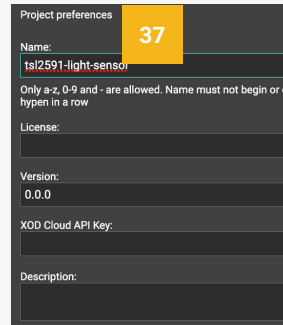 Project preferences
37
Name:
tsl2591-light-sensor
Only a-z, 0-9 and - are allowed. Name must not begin or
hypen in a row
License:
Version:
0.0.0
XOD Cloud API Key:
Description: